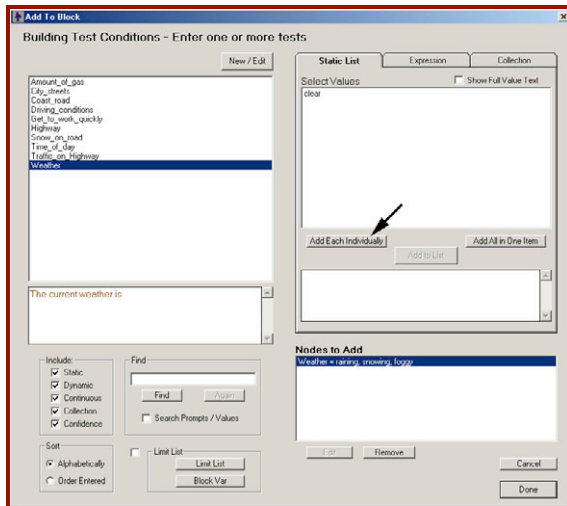 Add To Block
Building Test Conditions - Enter one or more tests
New / Edit
Amount_of_gas
City_streets
Coast_road
Driving_conditions
Get_to_work_quickly
Highway
Snow_on_road
Time_of_day
Traffic_on_Highway
Weather
The current weather is
Include:
Static
Dynamic
Continuous
Collection
Confidence
Find
Find
Again
Search Prompts / Values
Sort
Alphabetically
Order Entered
Limit List
Limit List
Block Var
Static List
Expression
Collection
Select Values
Show Full Value Text
clear
Add Each Individually
Add All in One Item
Add to List
Nodes to Add
Weather = raining, snowing, foggy
Edit
Remove
Cancel
Done